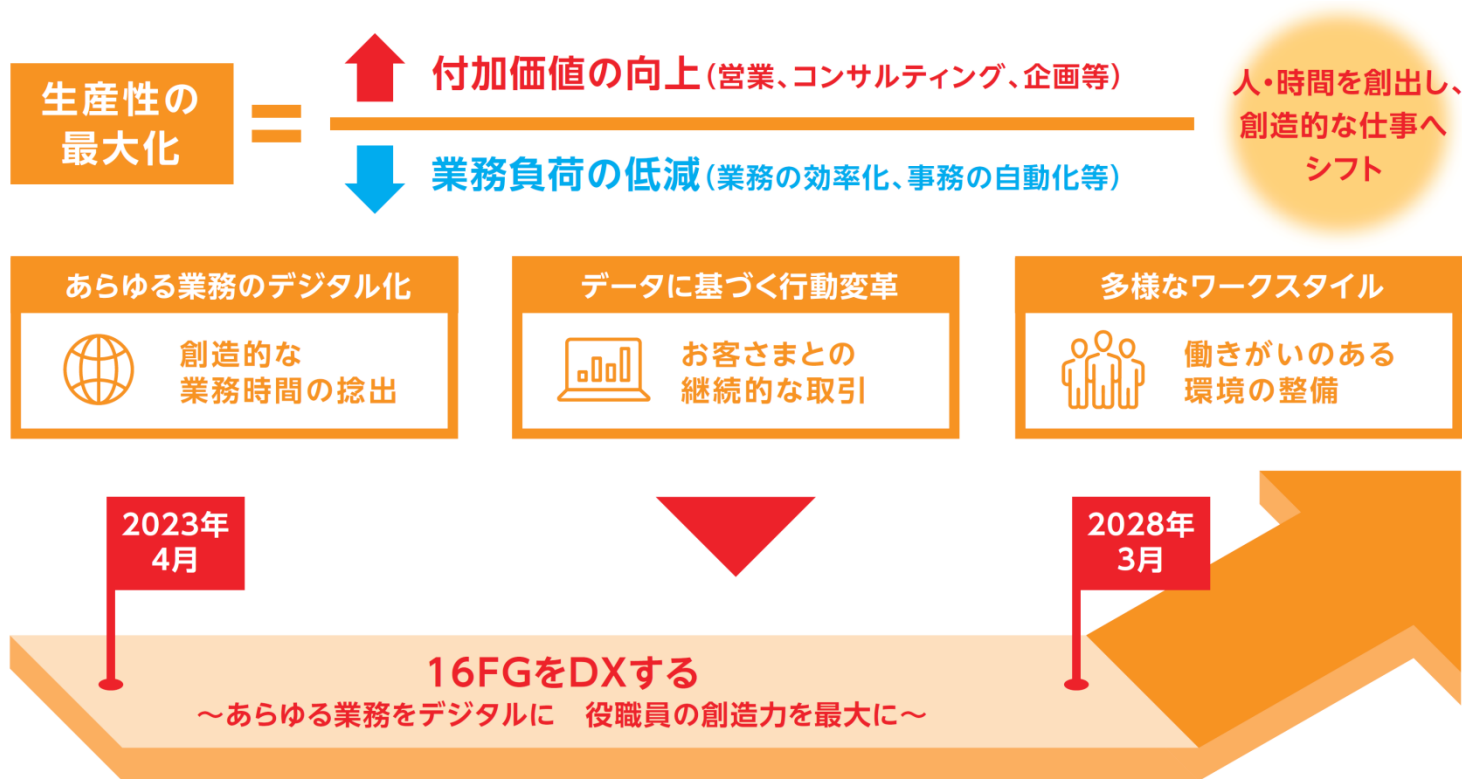 生産性の
最大化
=
付加価値の向上(営業、コンサルティング、企画等)
業務負荷の低減(業務の効率化、事務の自動化等)
人・時間を創出し、
創造的な仕事へ
シフト
あらゆる業務のデジタル化
創造的な
業務時間の捻出
データに基づく行動変革
お客さまとの
継続的な取引
多様なワークスタイル
働きがいのある
環境の整備
2023年
4月
2028年
3月
16FGをDXする
～あらゆる業務をデジタルに　役職員の創造力を最大に～